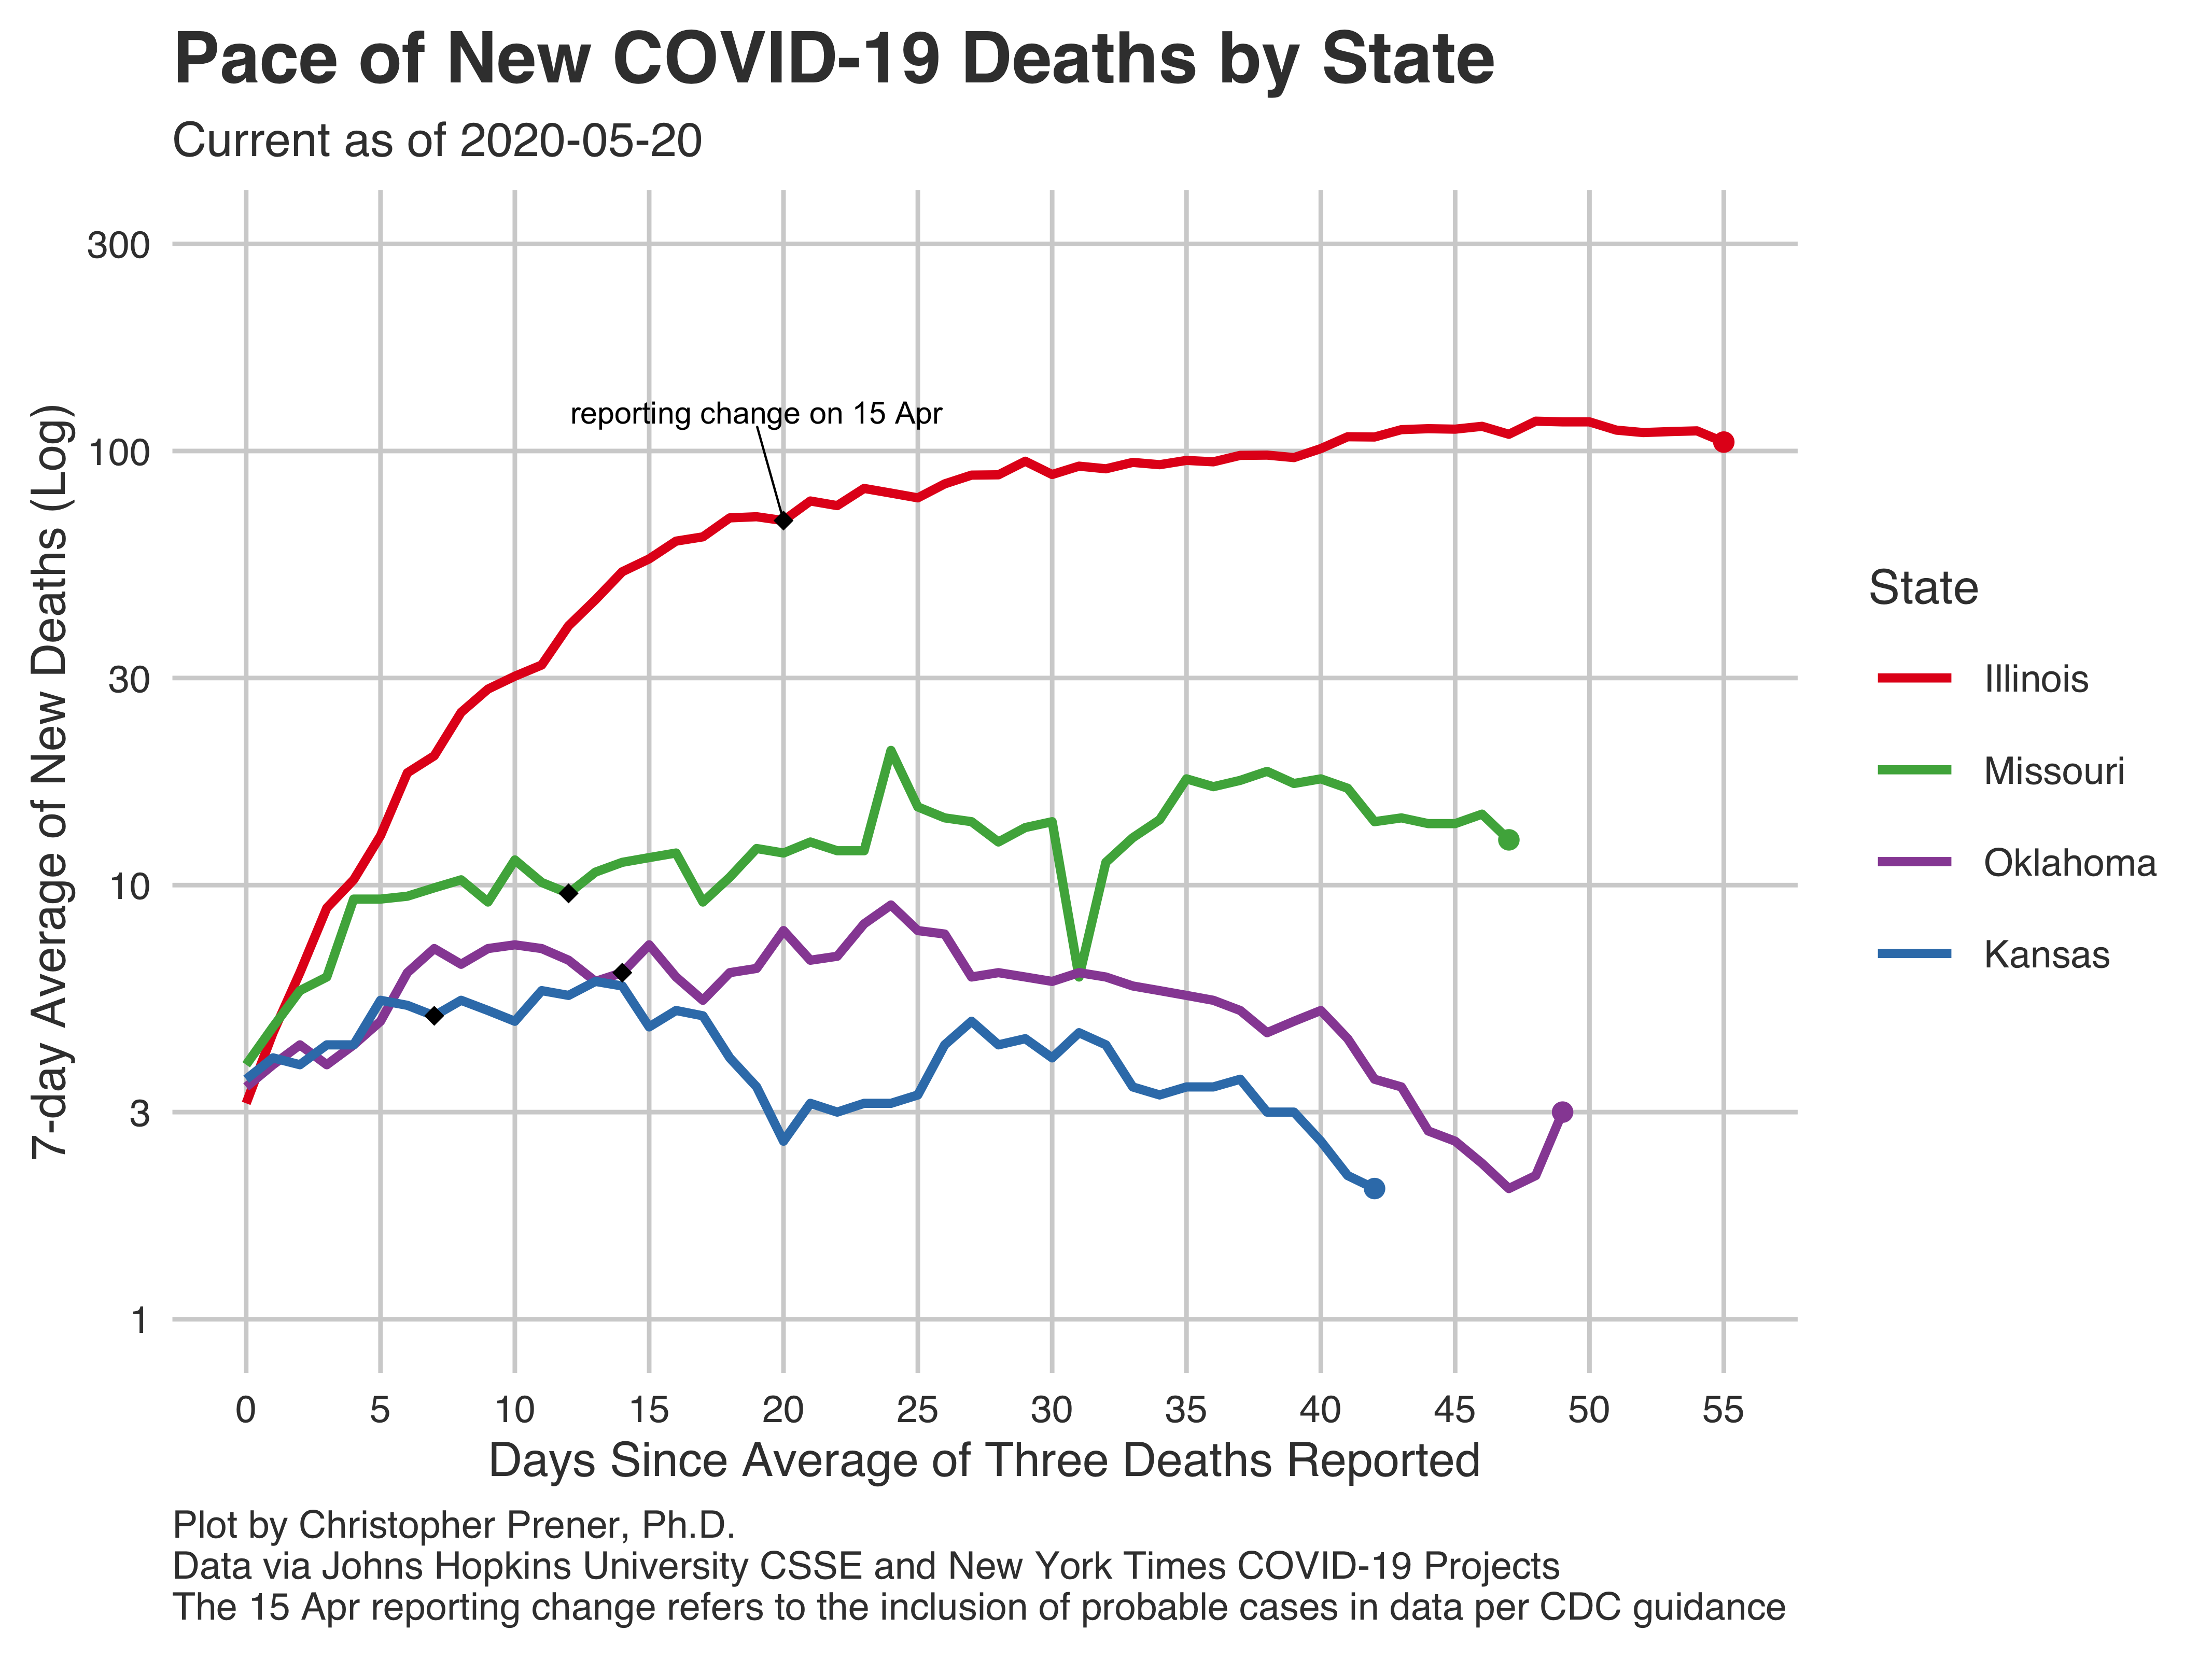 Pace of New COVID-19 Deaths by State
Current as of 2020-05-20
7-day Average of New Deaths (Log)
300
100
30
10
3
1
reporting change on 15 Apr
State
Illinois
Missouri
Oklahoma
Kansas
0 5 10 15 20 25 30 35 40 45 50 55
Days Since Average of Three Deaths Reported
Plot by Christopher Prener, Ph.D.
Data via Johns Hopkins University CSSE and New York Times COVID-19 Projects
The 15 Apr reporting change refers to the inclusion of probable cases in data per CDC guidance